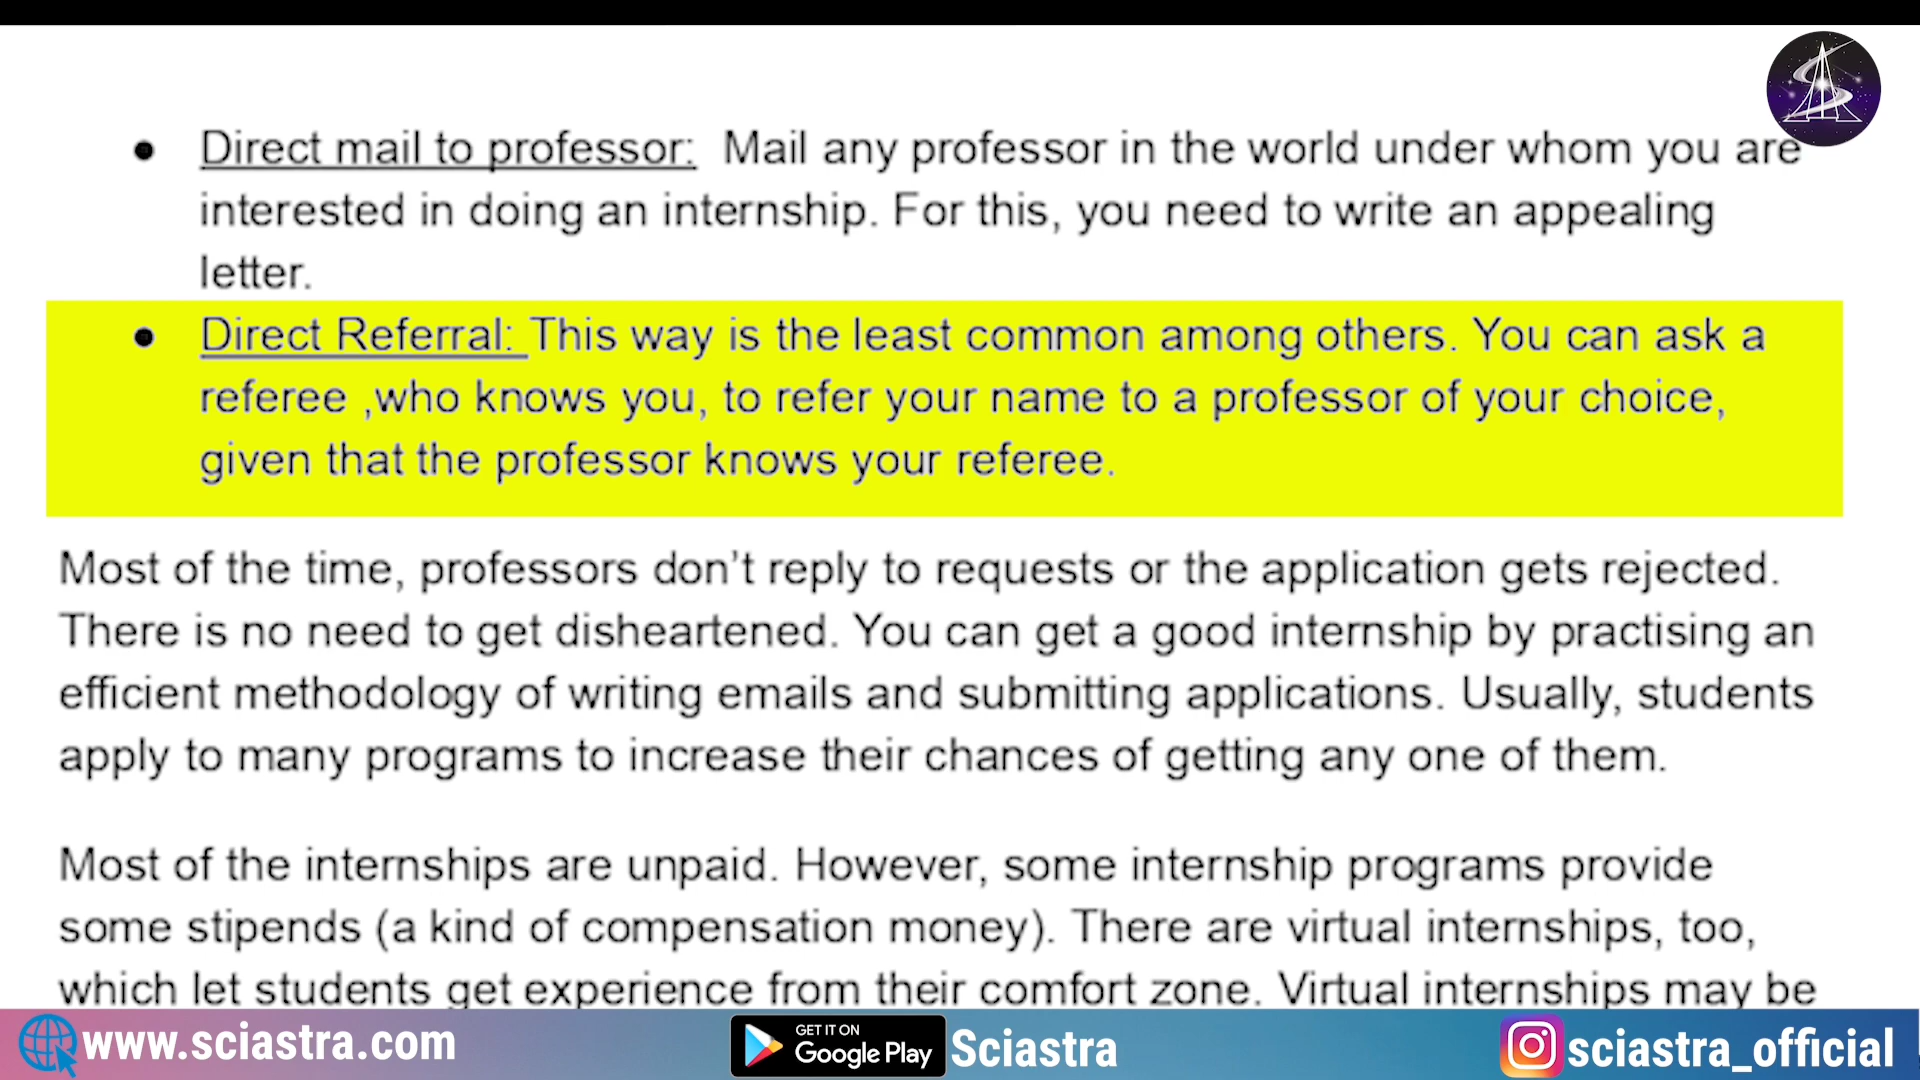 • Direct mail to professor: Mail any professor in the world under whom you are
interested in doing an internship. For this, you need to write an appealing
letter.
• Direct Referral: This way is the least common among others. You can ask a
referee ,who knows you, to refer your name to a professor of your choice,
given that the professor knows your referee.
Most of the time, professors don’t reply to requests or the application gets rejected.
There is no need to get disheartened. You can get a good internship by practising an
efficient methodology of writing emails and submitting applications. Usually, students
apply to many programs to increase their chances of getting any one of them.
Most of the internships are unpaid. However, some internship programs provide
some stipends (a kind of compensation money). There are virtual internships, too,
which let students get experience from their comfort zone. Virtual internships may be
www.sciastra.com
GET IT ON
Google Play
Sciastra
sciastra_official